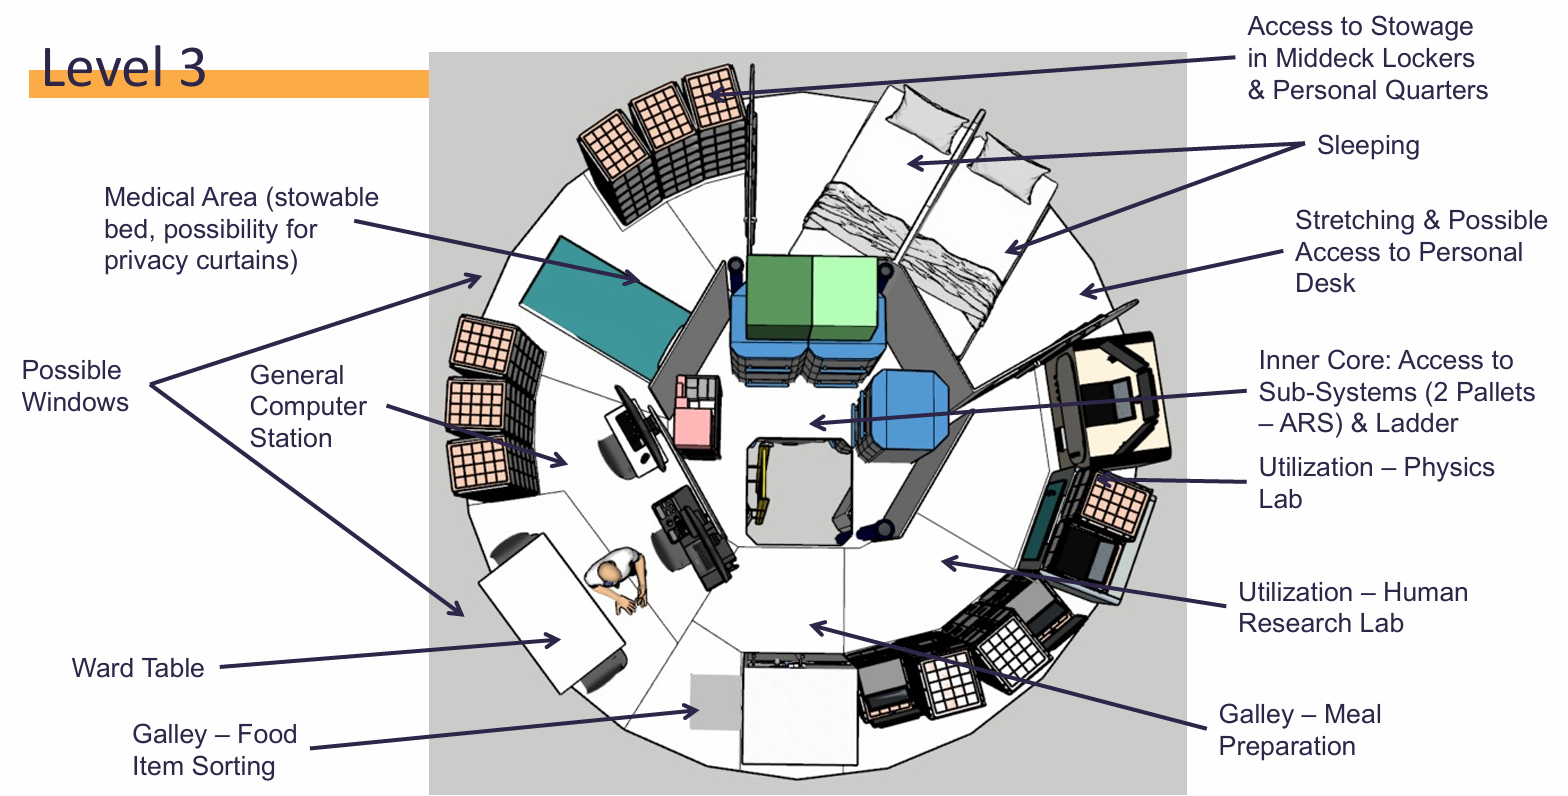 Level 3
Access to Stowage
in Middeck Lockers
& Personal Quarters
Sleeping
Medical Area (stowable
bed, possibility for
privacy curtains)
Stretching & Possible
Access to Personal
Desk
Possible
Windows
General
Computer
Station
Inner Core: Access to
Sub-Systems (2 Pallets
– ARS) & Ladder
Utilization – Physics
Lab
Utilization – Human
Research Lab
Ward Table
Galley – Food
Item Sorting
Galley – Meal
Preparation